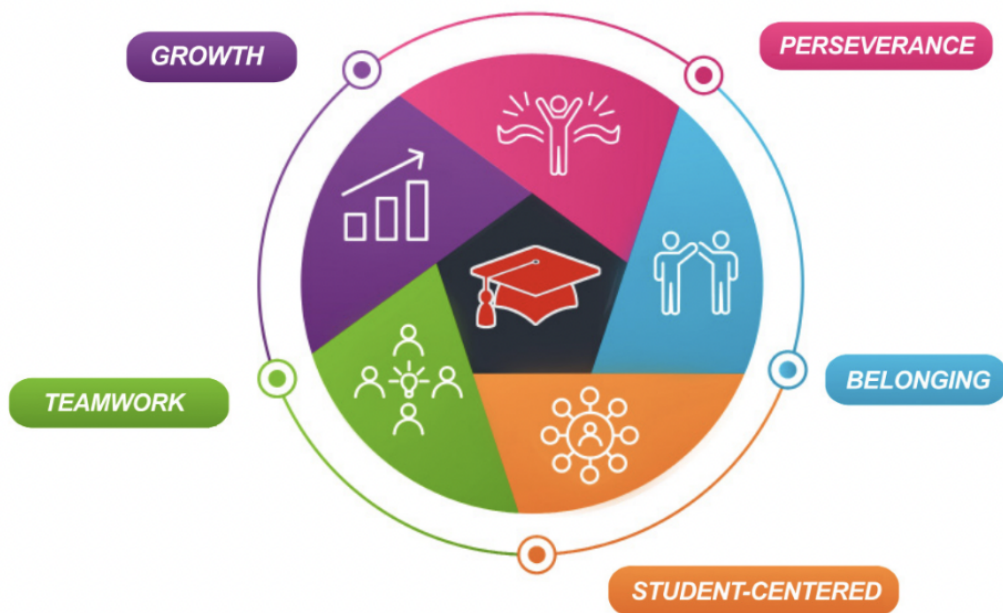 GROWTH
PERSEVERANCE
TEAMWORK
BELONGING
STUDENT-CENTERED